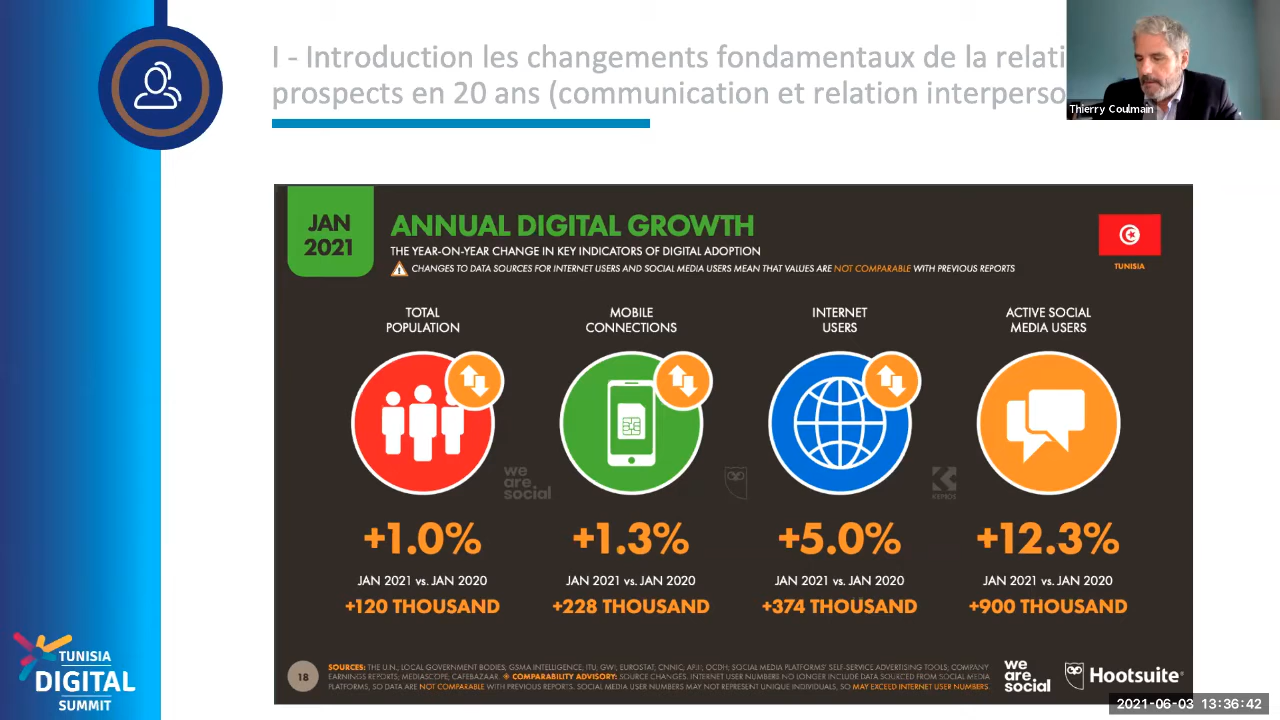 I - Introduction les changements fondamentaux de la relati
prospects en 20 ans (communication et relation interperso
Thierry Coulmain
JAN
2021
ANNUAL DIGITAL GROWTH
THE YEAR-ON-YEAR CHANGE IN KEY INDICATORS OF DIGITAL ADOPTION
CHANGES TO DATA SOURCES FOR INTERNET USERS AND SOCIAL MEDIA USERS MEAN THAT VALUES ARE NOT COMPARABLE WITH PREVIOUS REPORTS
TUNISIA
TOTAL
POPULATION
MOBILE
CONNECTIONS
INTERNET
USERS
ACTIVE SOCIAL
MEDIA USERS
we
are
social
KEPIOS
+1.0%
+1.3%
+5.0%
+12.3%
JAN 2021 vs. JAN 2020
JAN 2021 vs. JAN 2020
JAN 2021 vs. JAN 2020
JAN 2021 vs. JAN 2020
+120 THOUSAND
+228 THOUSAND
+374 THOUSAND
+900 THOUSAND
18
SOURCES: THE U.N., LOCAL GOVERNMENT BODIES; GSMA INTELLIGENCE, ITU; GWI; EUROSTAT; CNNIC; APJII; OCDH; SOCIAL MEDIA PLATFORMS' SELF-SERVICE ADVERTISING TOOLS; COMPANY
EARNINGS REPORTS; MEDIASCOPE; CAFEBAZAAR. COMPARABILITY ADVISORY: SOURCE CHANGES. INTERNET USER NUMBERS NO LONGER INCLUDE DATA SOURCED FROM SOCIAL MEDIA
PLATFORMS, SO DATA ARE NOT COMPARABLE WITH PREVIOUS REPORTS. SOCIAL MEDIA USER NUMBERS MAY NOT REPRESENT UNIQUE INDIVIDUALS, SO MAY EXCEED INTERNET USER NUMBERS
we
are
social
Hootsuite®
TUNISIA
DIGITAL
SUMMIT
2021-06-03 13:36:42